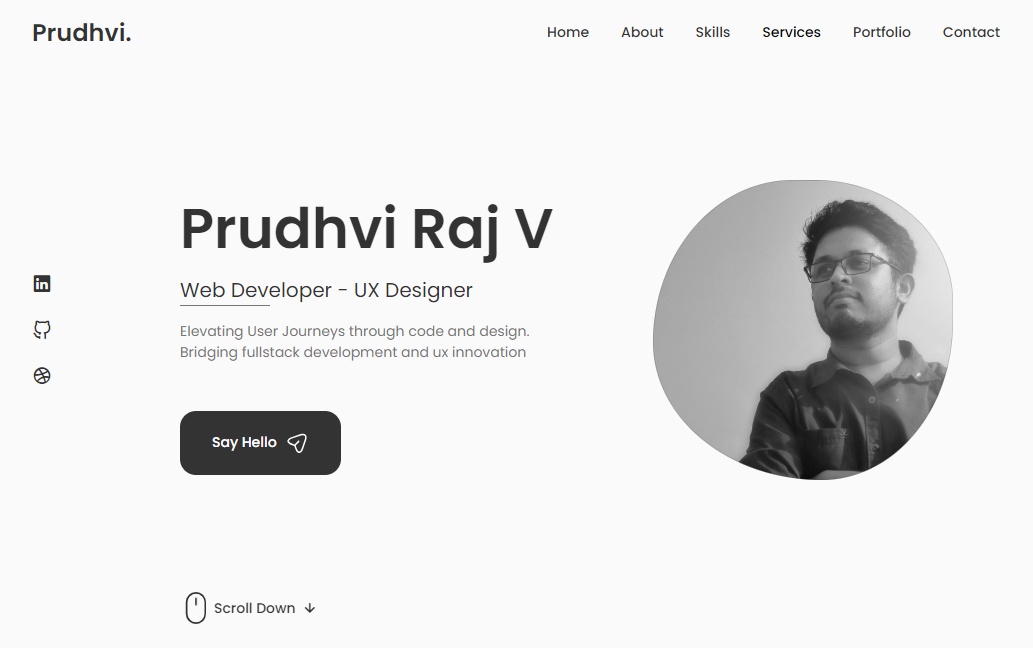 Prudhvi.
Home About Skills Services Portfolio Contact
Prudhvi Raj V
Web Developer - UX Designer
Elevating User Journeys through code and design.
Bridging fullstack development and ux innovation
in
Say Hello
Scroll Down